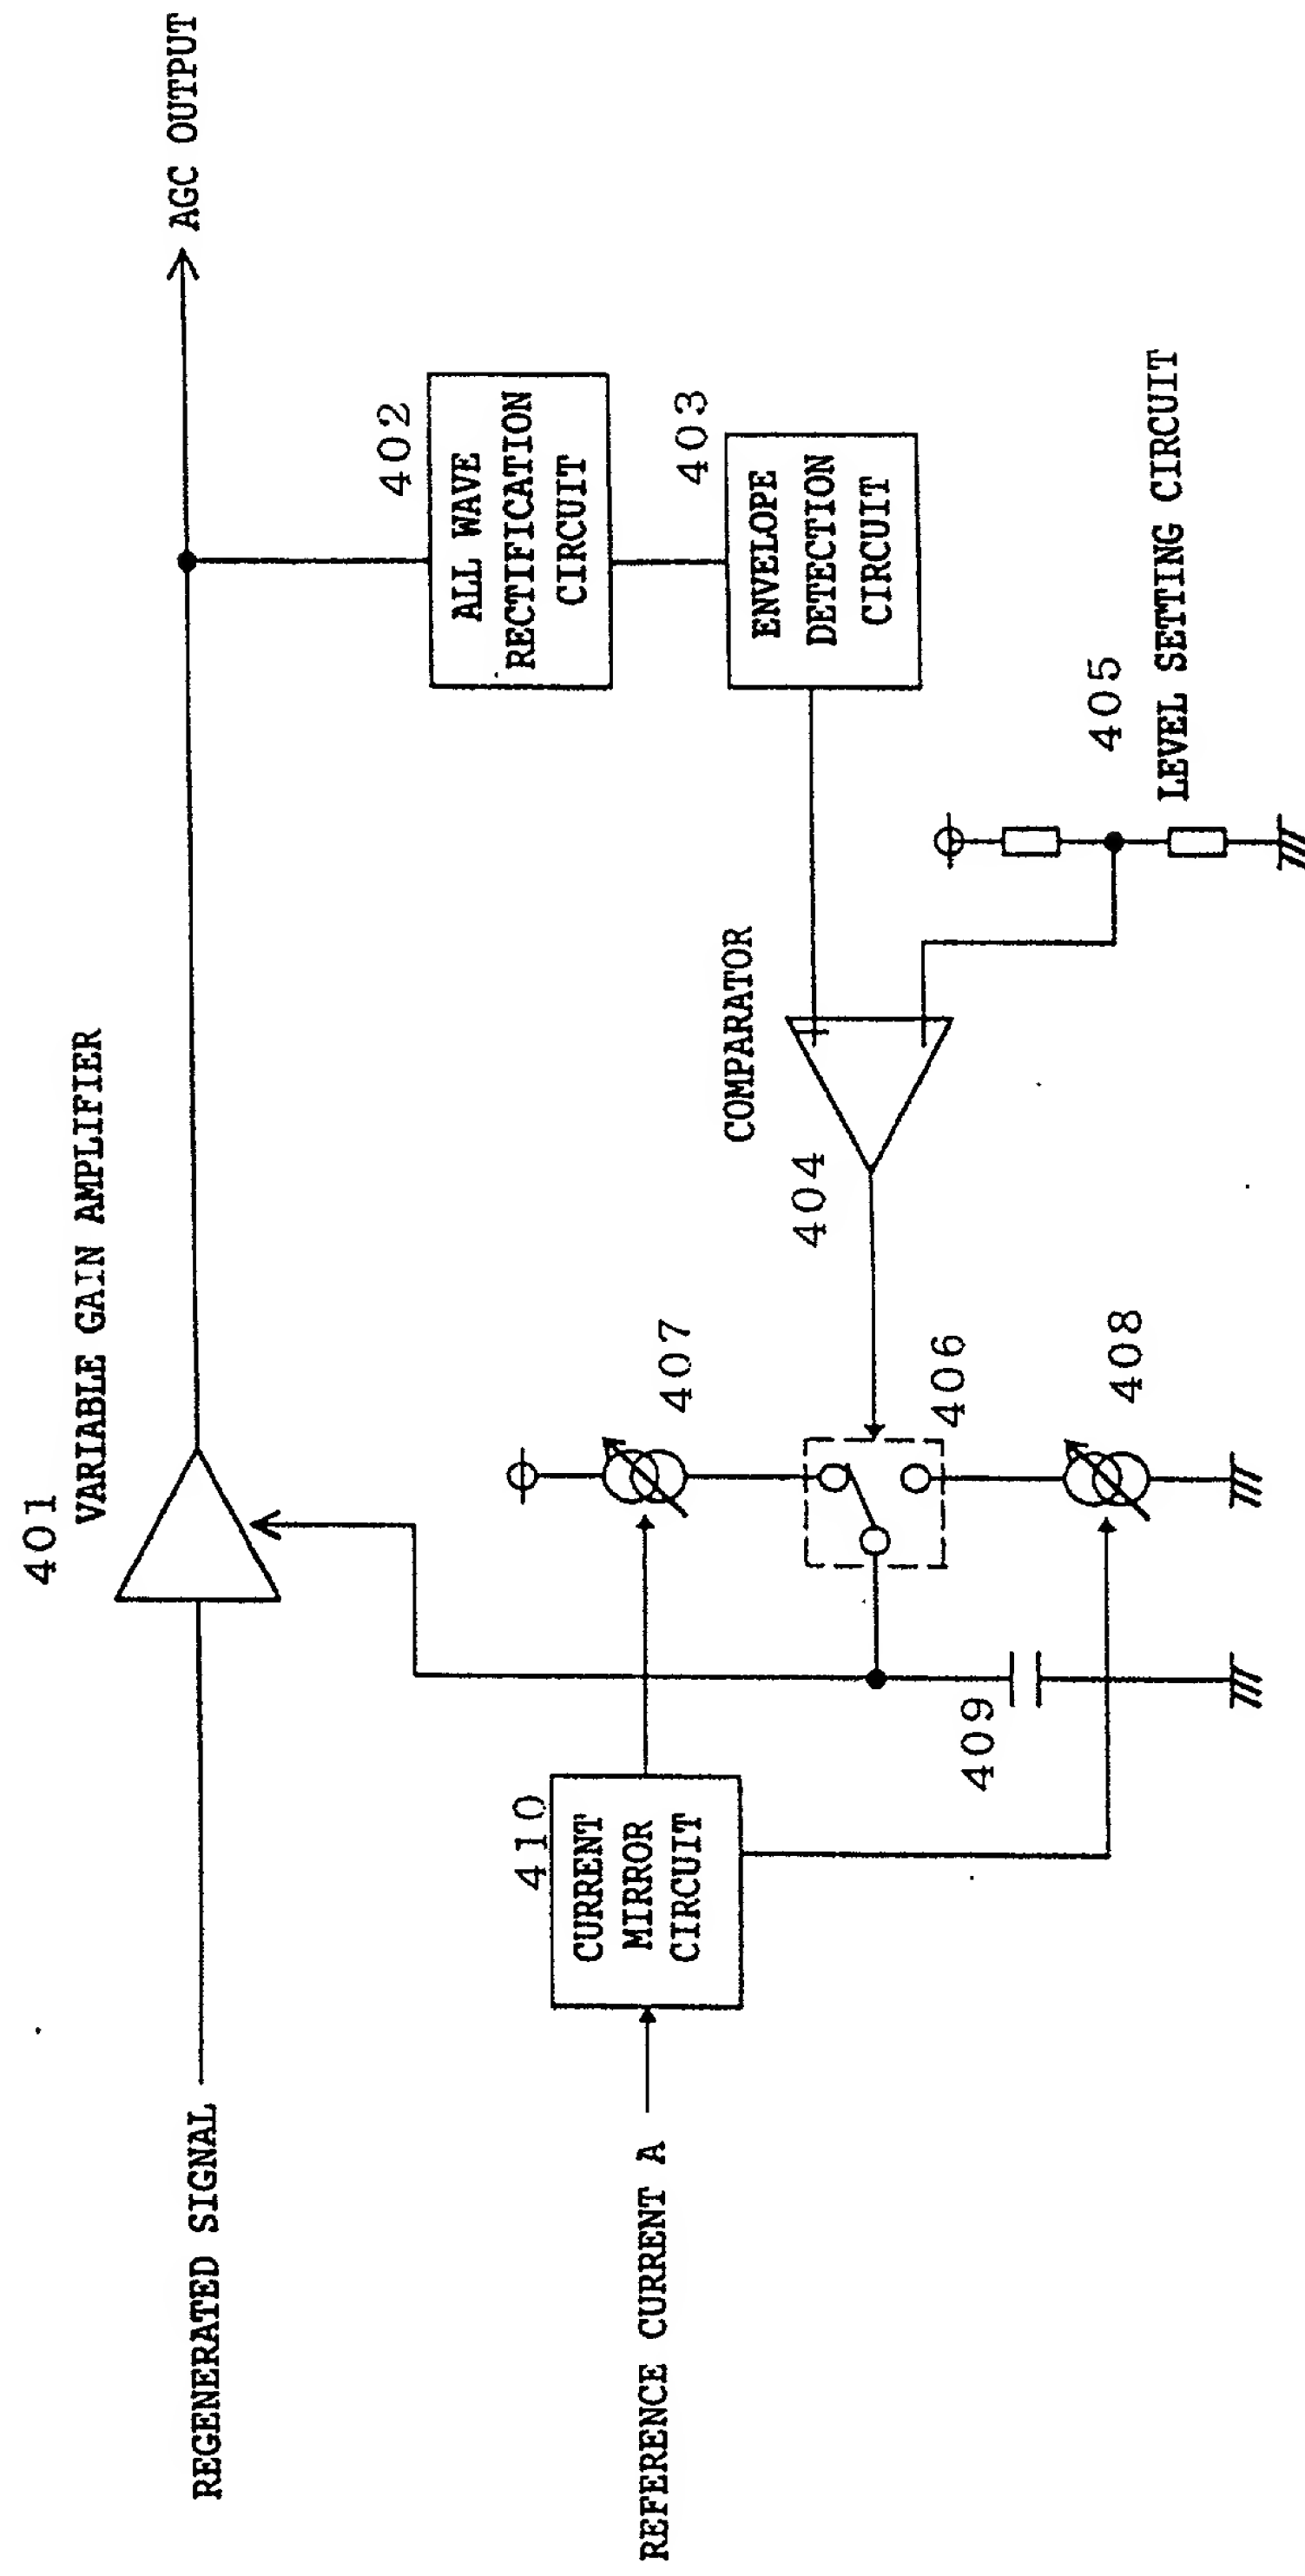 401
VARIABLE GAIN AMPLIFIER
REGENERATED SIGNAL
AGC OUTPUT
402
ALL WAVE
RECTIFICATION
CIRCUIT
403
ENVELOPE
DETECTION
CIRCUIT
COMPARATOR
404
405
LEVEL SETTING CIRCUIT
407
406
408
409
410
CURRENT
MIRROR
CIRCUIT
REFERENCE CURRENT A